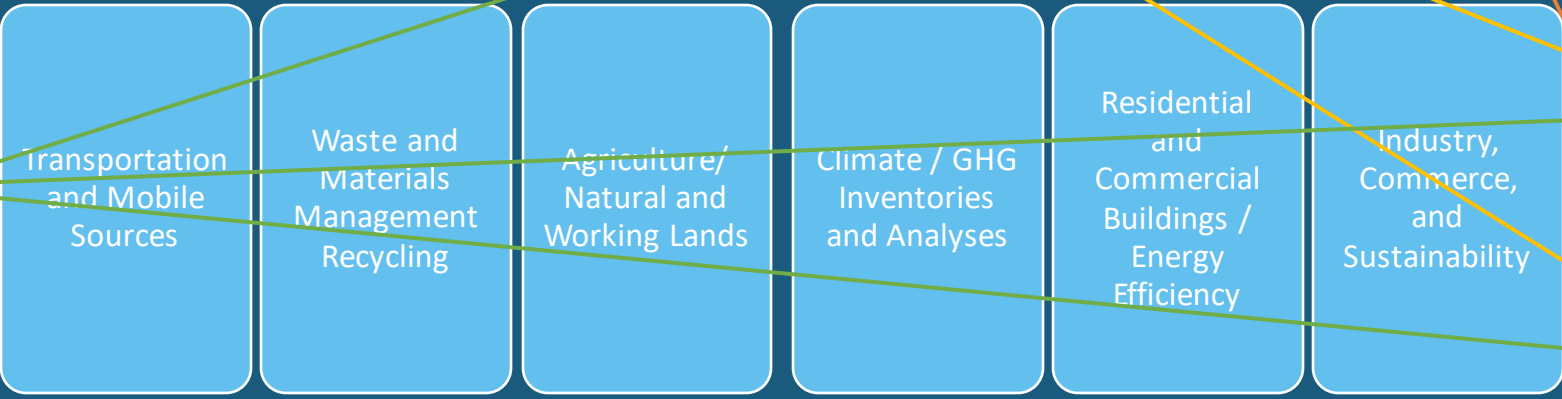 Transportation
and Mobile
Sources
Waste and
Materials
Management
Recycling
Agriculture/
Natural and
Working Lands
Climate / GHG
Inventories
and Analyses
Residential
and
Commercial
Buildings /
Energy
Efficiency
Industry,
Commerce,
and
Sustainability